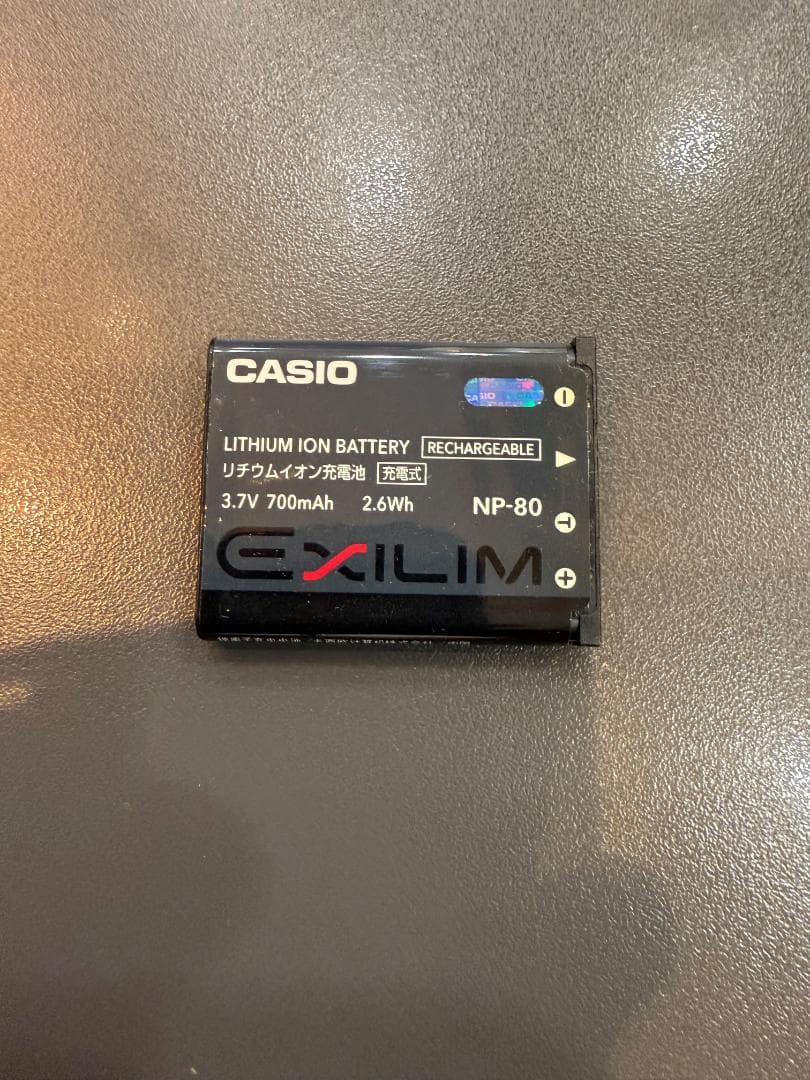 CASIO
CASIO
LITHIUM ION BATTERY RECHARGEABLE
リチウムイオン充電池 充電式
3.7V 700mAh 2.6Wh NP-80
T
EXILIM
+